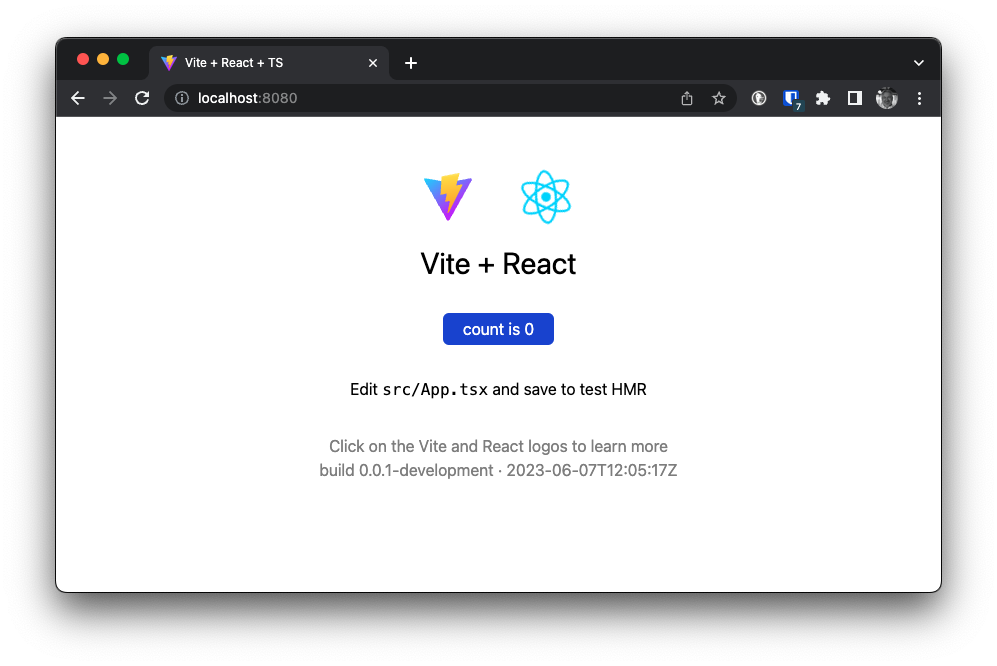 Vite + React + TS
localhost:8080
7
Vite + React
count is 0
Edit src/App.tsx and save to test HMR
Click on the Vite and React logos to learn more
build 0.0.1-development · 2023-06-07T12:05:17Z